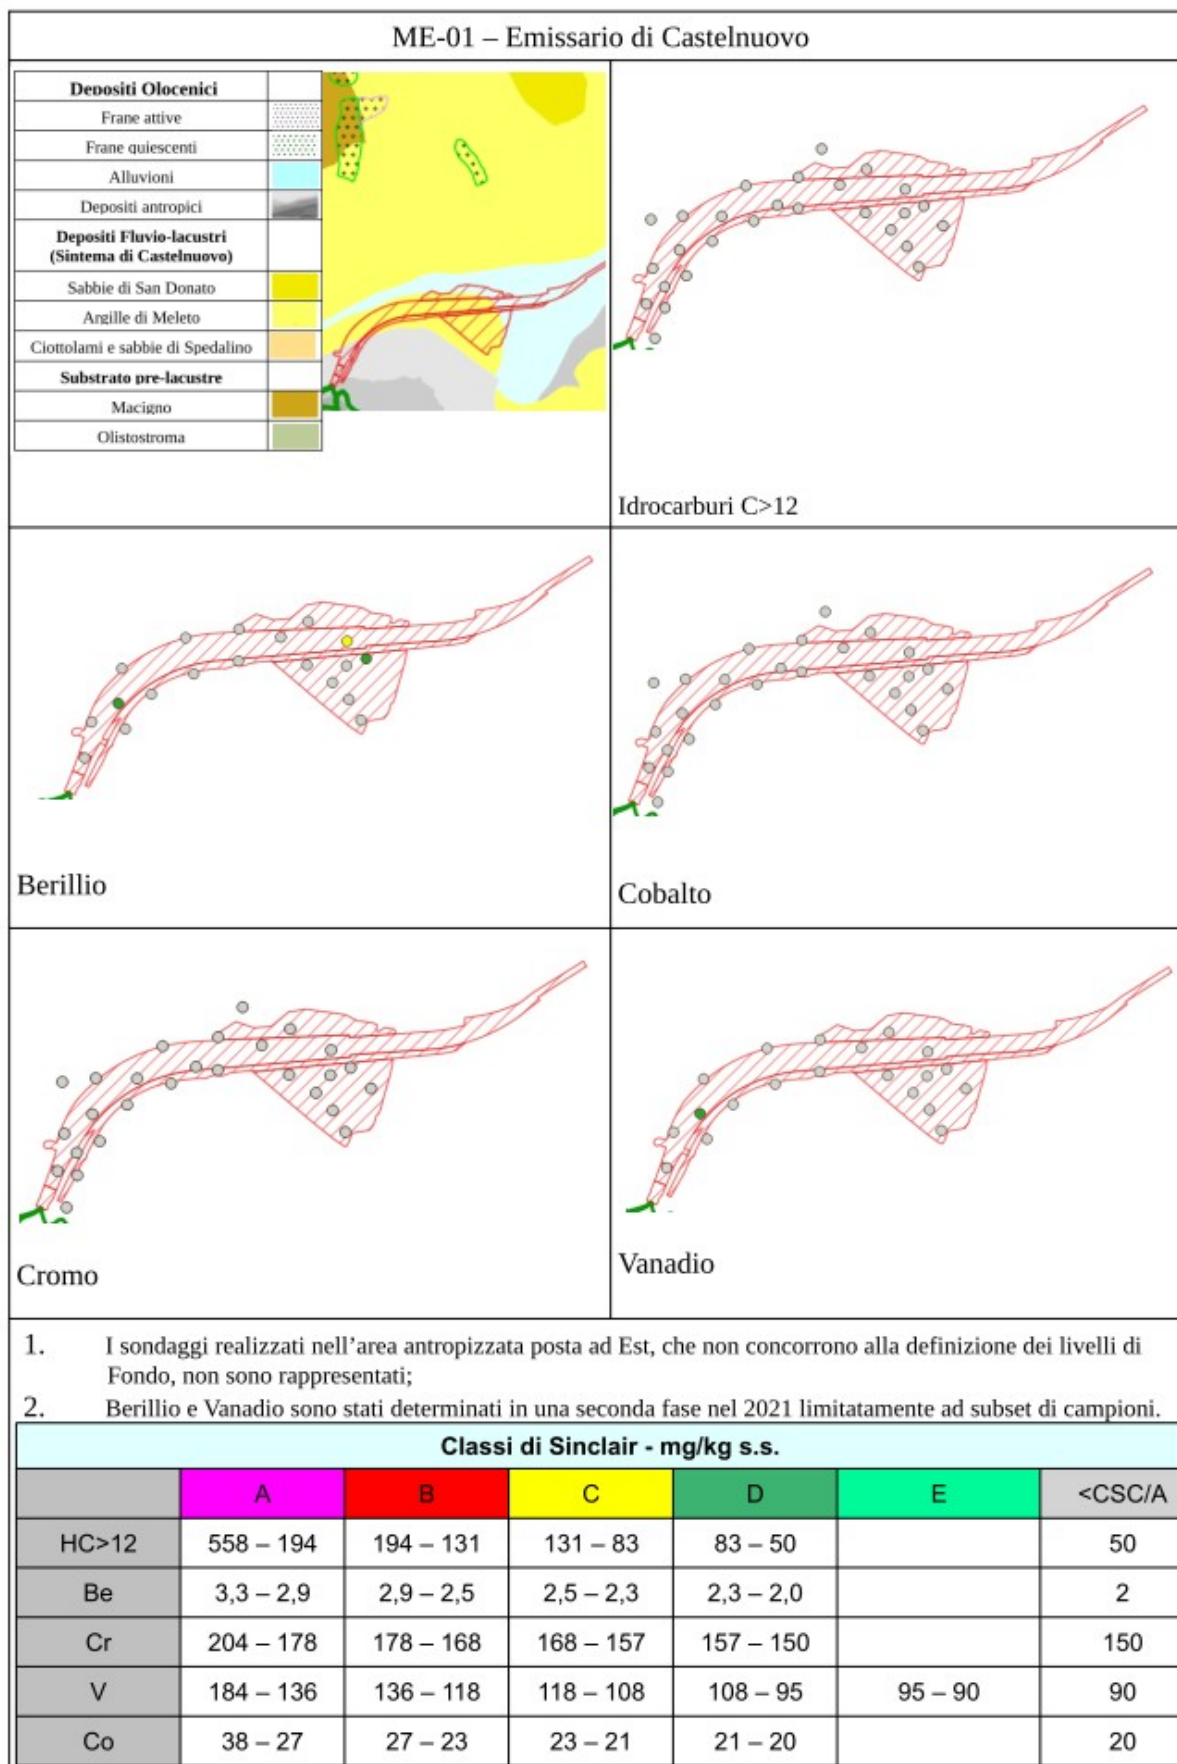 ME-01 – Emissario di Castelnuovo
Depositi Olocenici
Frane attive
Frane quiescenti
Alluvioni
Depositi antropici
Depositi Fluvio-lacustri
(Sintema di Castelnuovo)
Sabbie di San Donato
Argille di Meleto
Ciottolami e sabbie di Spedalino
Substrato pre-lacustre
Macigno
Olistostroma
Idrocarburi C>12
Berillio
Cobalto
Cromo
Vanadio
1. I sondaggi realizzati nell’area antropizzata posta ad Est, che non concorrono alla definizione dei livelli di
Fondo, non sono rappresentati;
2. Berillio e Vanadio sono stati determinati in una seconda fase nel 2021 limitatamente ad subset di campioni.
Classi di Sinclair - mg/kg s.s.
A B C D E <CSC/A
HC>12 558 – 194 194 – 131 131 – 83 83 – 50 50
Be 3,3 – 2,9 2,9 – 2,5 2,5 – 2,3 2,3 – 2,0 2
Cr 204 – 178 178 – 168 168 – 157 157 – 150 150
V 184 – 136 136 – 118 118 – 108 108 – 95 95 – 90 90
Co 38 – 27 27 – 23 23 – 21 21 – 20 20